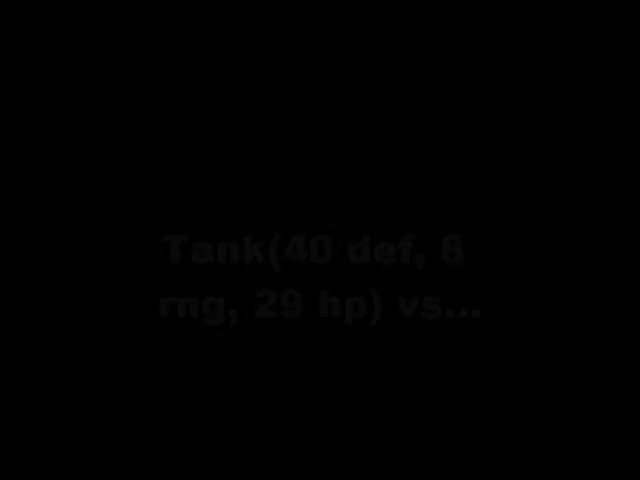 Tank(40 def, 8
rng, 29 hp) vs...